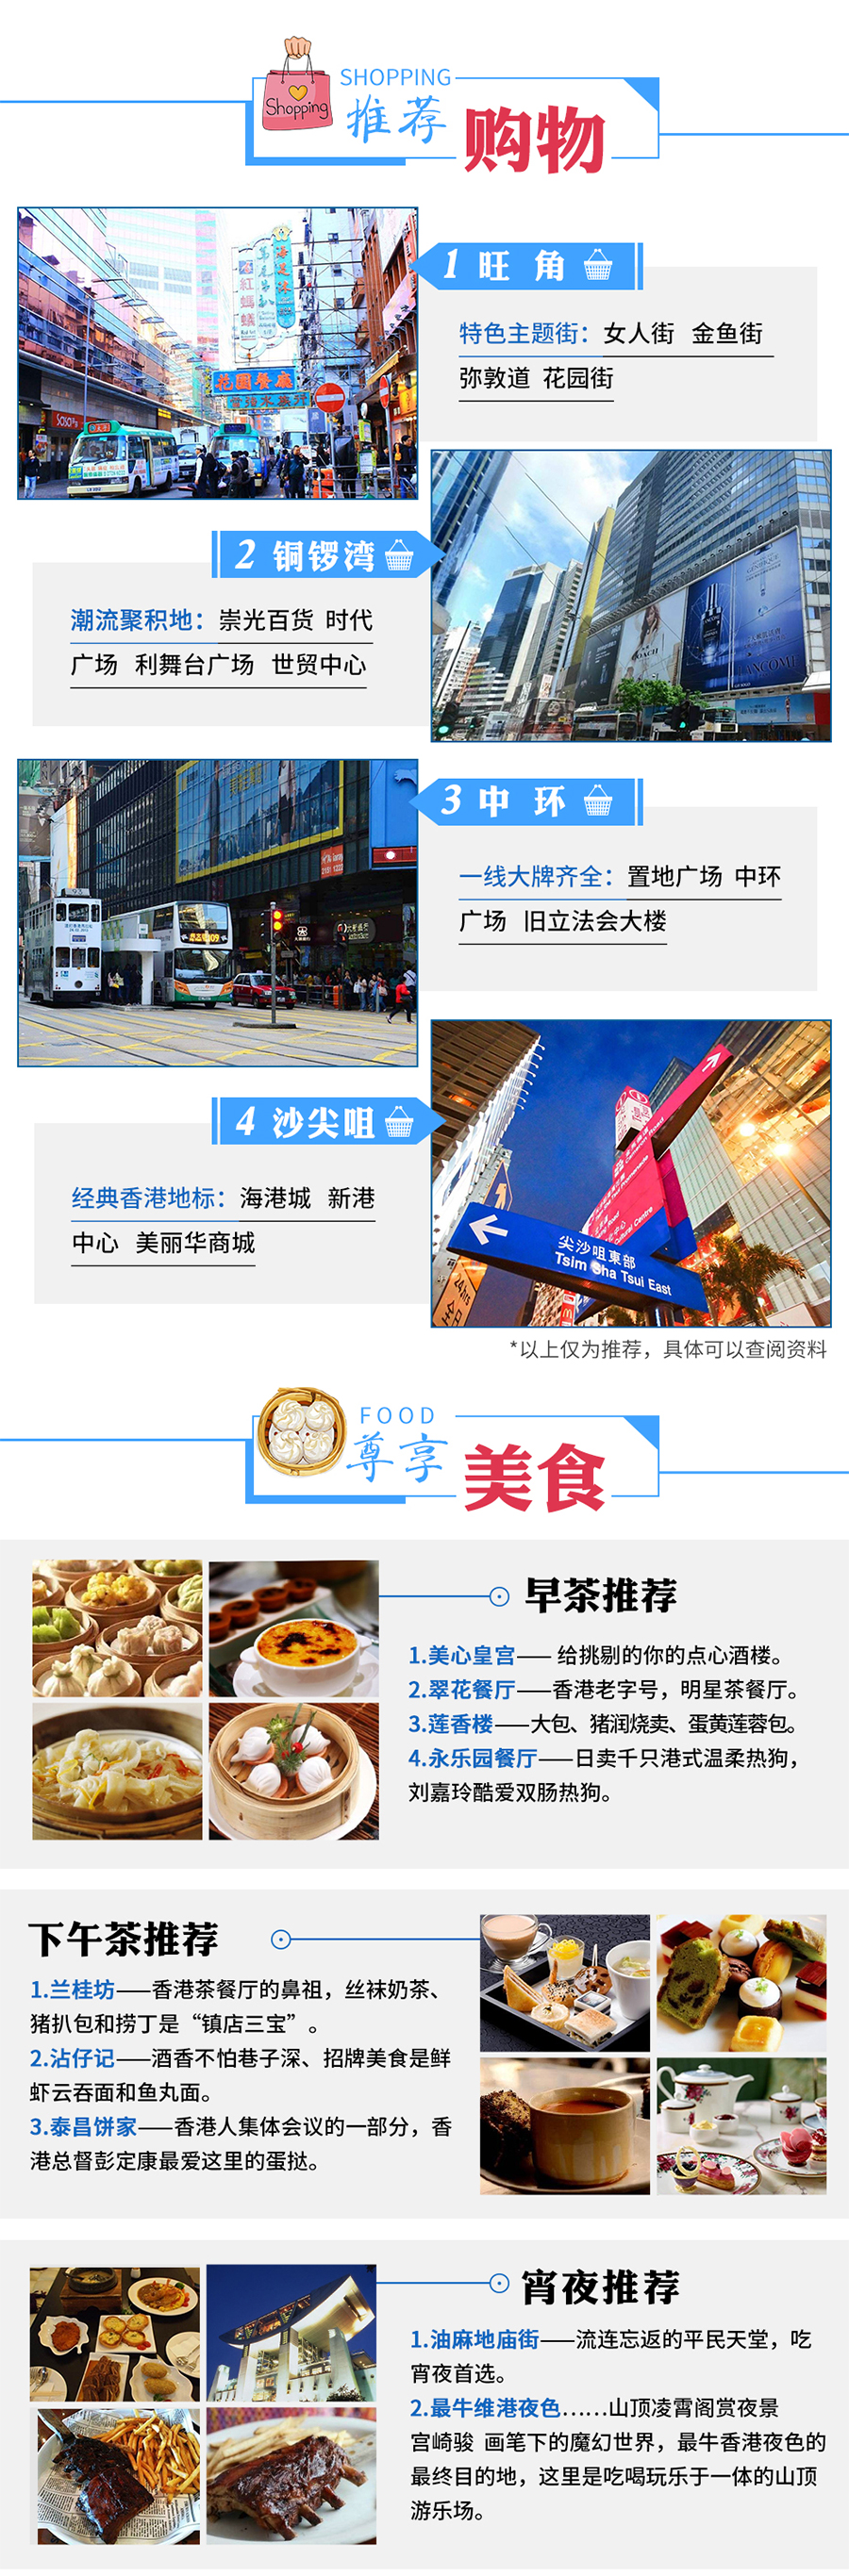 SHOPPING
Shopping
推荐
购物
1 旺 角
特色主题街：女人街 金鱼街
弥敦道 花园街
花園餐廳
Sasa
2 铜锣湾
潮流聚积地：崇光百货 时代
广场 利舞台广场 世贸中心
COACH
LANCOME
3 中 环
一线大牌齐全：置地广场 中环
广场 旧立法会大楼
93
4 沙尖咀
经典香港地标：海港城 新港
中心 美丽华商城
尖沙咀東部
Tsim Sha Tsui East
24hrs
*以上仅为推荐，具体可以查阅资料
FOOD
尊享
美食
早茶推荐
1.美心皇宫—— 给挑剔的你的点心酒楼。
2.翠花餐厅——香港老字号，明星茶餐厅。
3.莲香楼——大包、猪润烧卖、蛋黄莲蓉包。
4.永乐园餐厅——日卖千只港式温柔热狗，
刘嘉玲酷爱双肠热狗。
下午茶推荐
1.兰桂坊——香港茶餐厅的鼻祖，丝袜奶茶、
猪扒包和捞丁是“镇店三宝”。
2.沾仔记——酒香不怕巷子深、招牌美食是鲜
虾云吞面和鱼丸面。
3.泰昌饼家——香港人集体会议的一部分，香
港总督彭定康最爱这里的蛋挞。
宵夜推荐
1.油麻地庙街——流连忘返的平民天堂，吃
宵夜首选。
2.最牛维港夜色……山顶凌霄阁赏夜景
宫崎骏 画笔下的魔幻世界，最牛香港夜色的
最终目的地，这里是吃喝玩乐于一体的山顶
游乐场。